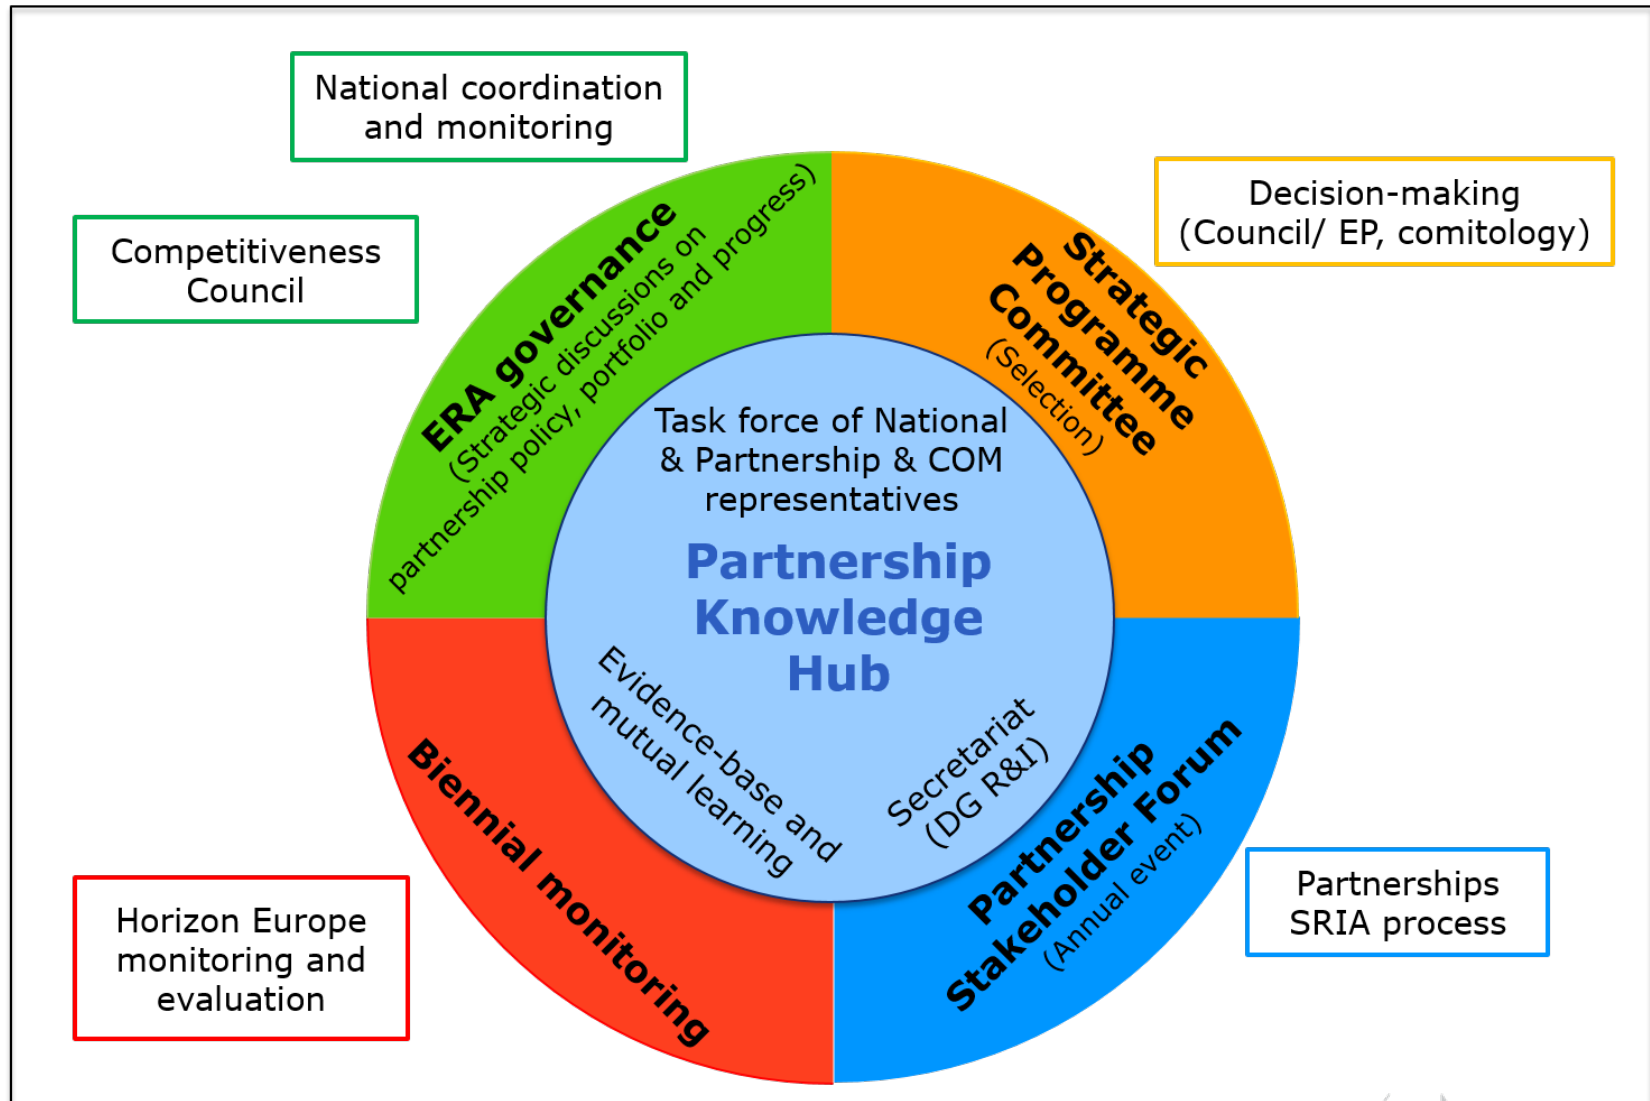 National coordination
and monitoring
Competitiveness
Council
Decision-making
(Council/ EP, comitology)
ERA governance
(Strategic discussions on
partnership policy, portfolio and progress)
Strategic
Programme
Committee
(Selection)
Task force of National
& Partnership & COM
representatives
Partnership
Knowledge
Hub
Evidence-base and
mutual learning
Secretariat
(DG R&I)
Biennial monitoring
Partnership
Stakeholder Forum
(Annual event)
Horizon Europe
monitoring and
evaluation
Partnerships
SRIA process